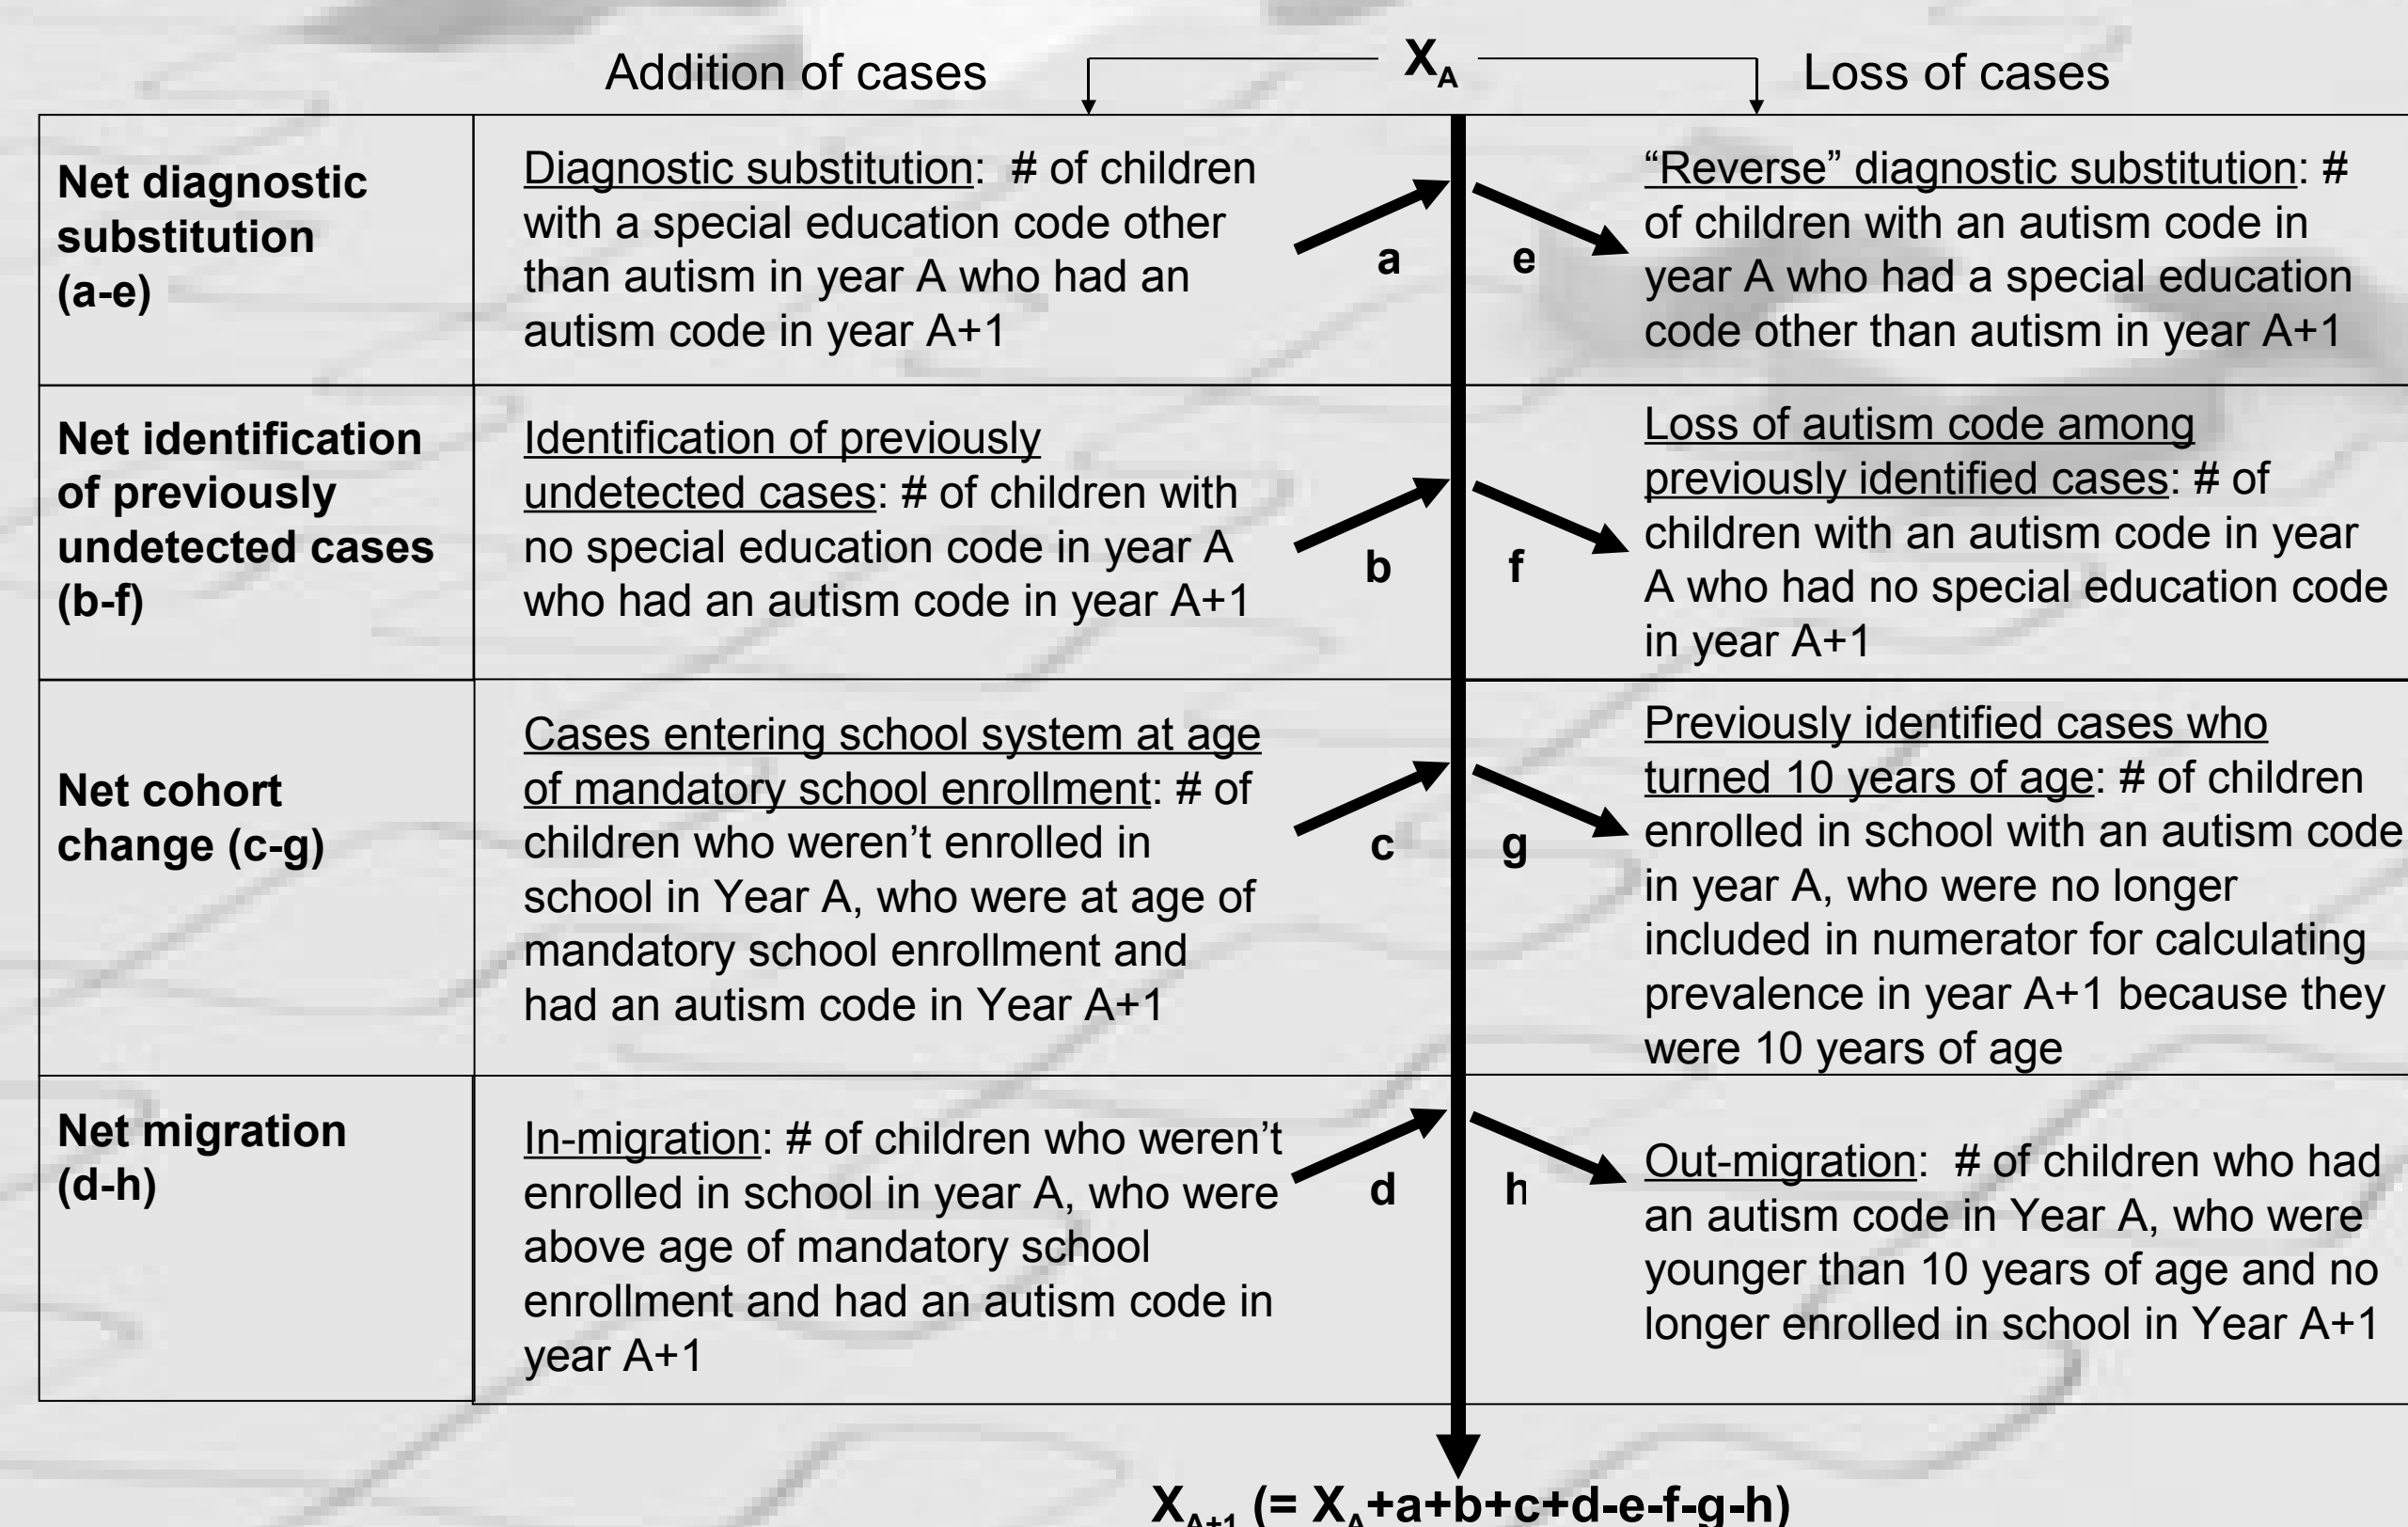 Addition of cases
X_A
Loss of cases
Net diagnostic
substitution
(a-e)
Diagnostic substitution:  # of children
with a special education code other
than autism in year A who had an
autism code in year A+1
a
e
“Reverse” diagnostic substitution: #
of children with an autism code in
year A who had a special education
code other than autism in year A+1
Net identification
of previously
undetected cases
(b-f)
Identification of previously
undetected cases: # of children with
no special education code in year A
who had an autism code in year A+1
b
f
Loss of autism code among
previously identified cases: # of
children with an autism code in year
A who had no special education code
in year A+1
Net cohort
change (c-g)
Cases entering school system at age
of mandatory school enrollment: # of
children who weren’t enrolled in
school in Year A, who were at age of
mandatory school enrollment and
had an autism code in Year A+1
c
g
Previously identified cases who
turned 10 years of age: # of children
enrolled in school with an autism code
in year A, who were no longer
included in numerator for calculating
prevalence in year A+1 because they
were 10 years of age
Net migration
(d-h)
In-migration: # of children who weren’t
enrolled in school in year A, who were
above age of mandatory school
enrollment and had an autism code in
year A+1
d
h
Out-migration:  # of children who had
an autism code in Year A, who were
younger than 10 years of age and no
longer enrolled in school in Year A+1
X_A+1 (= X_A+a+b+c+d-e-f-g-h)